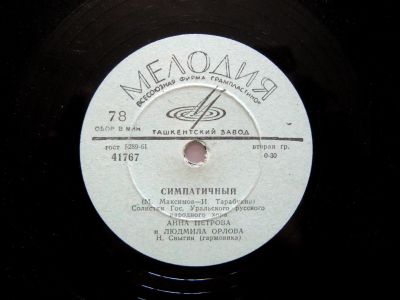 МЕЛОДИЯ
ВСЕСОЮЗНАЯ ФИРМА ГРАМПЛАСТИНОК
78
ОБОР. В МИН.
ТАШКЕНТСКИЙ ЗАВОД
ГОСТ 5289-61
41767
вторая гр.
0-30
СИМПАТИЧНЫЙ
(М. Максимов—И Тарабукин)
Солистки Гос. Уральского русского
народного хора
АННА ПЕТРОВА
и ЛЮДМИЛА ОРЛОВА
Н. Смыгин (гармоника)